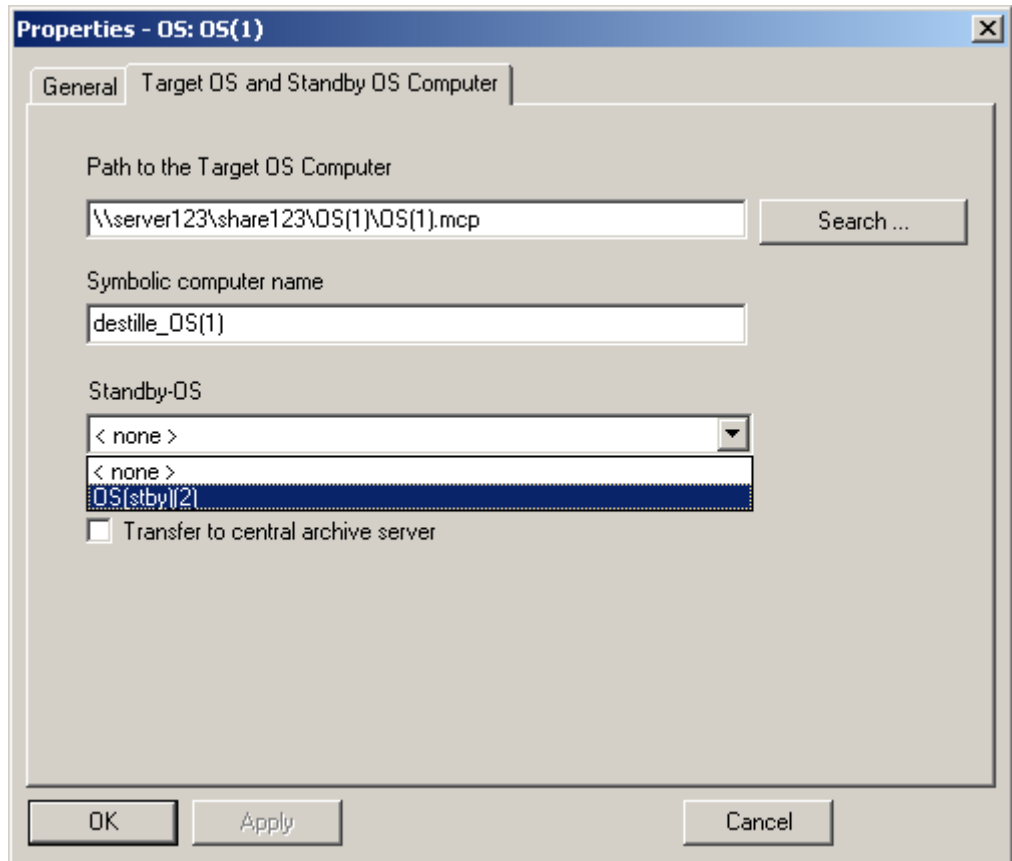 Properties - OS: OS(1)
General
Target OS and Standby OS Computer
Path to the Target OS Computer
\\server123\share123\OS(1)\OS(1).mcp
Search ...
Symbolic computer name
destille_OS(1)
Standby-OS
< none >
< none >
OS(stby)(2)
Transfer to central archive server
OK
Apply
Cancel